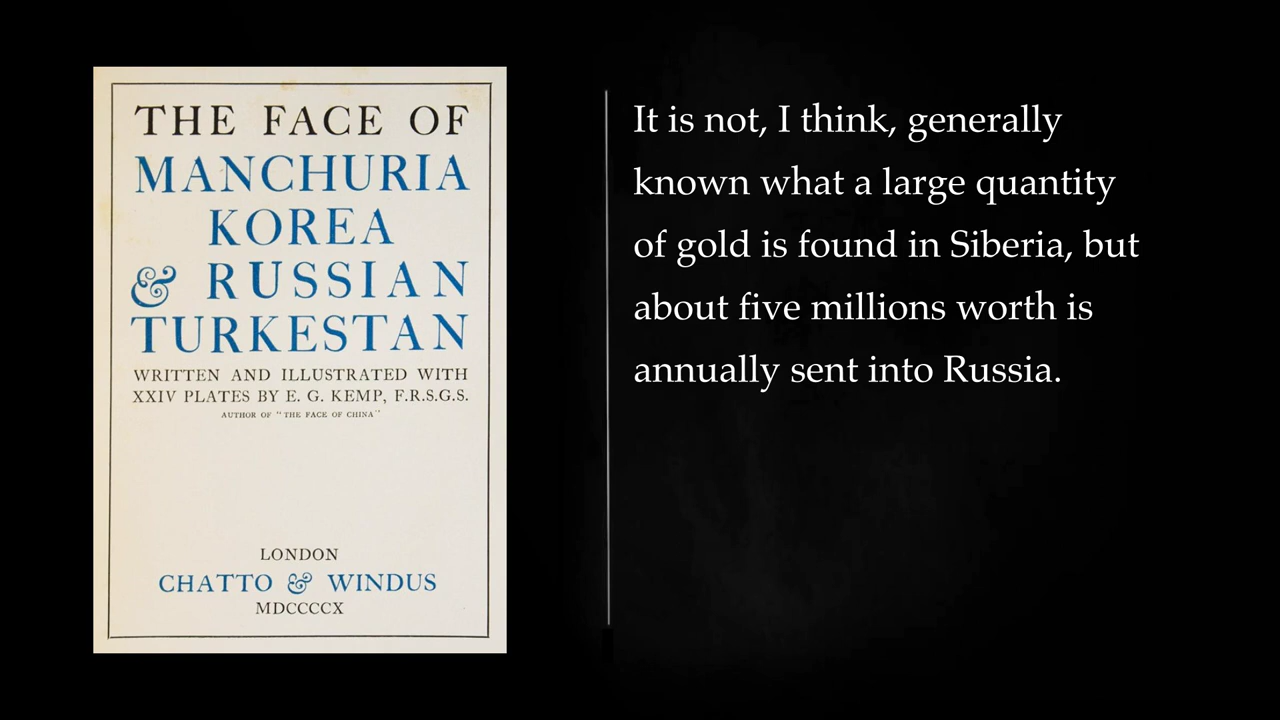 THE FACE OF
MANCHURIA
KOREA
& RUSSIAN
TURKESTAN
WRITTEN AND ILLUSTRATED WITH
XXIV PLATES BY E. G. KEMP, F.R.S.G.S.
AUTHOR OF "THE FACE OF CHINA"
LONDON
CHATTO & WINDUS
MDCCCCX
It is not, I think, generally
known what a large quantity
of gold is found in Siberia, but
about five millions worth is
annually sent into Russia.